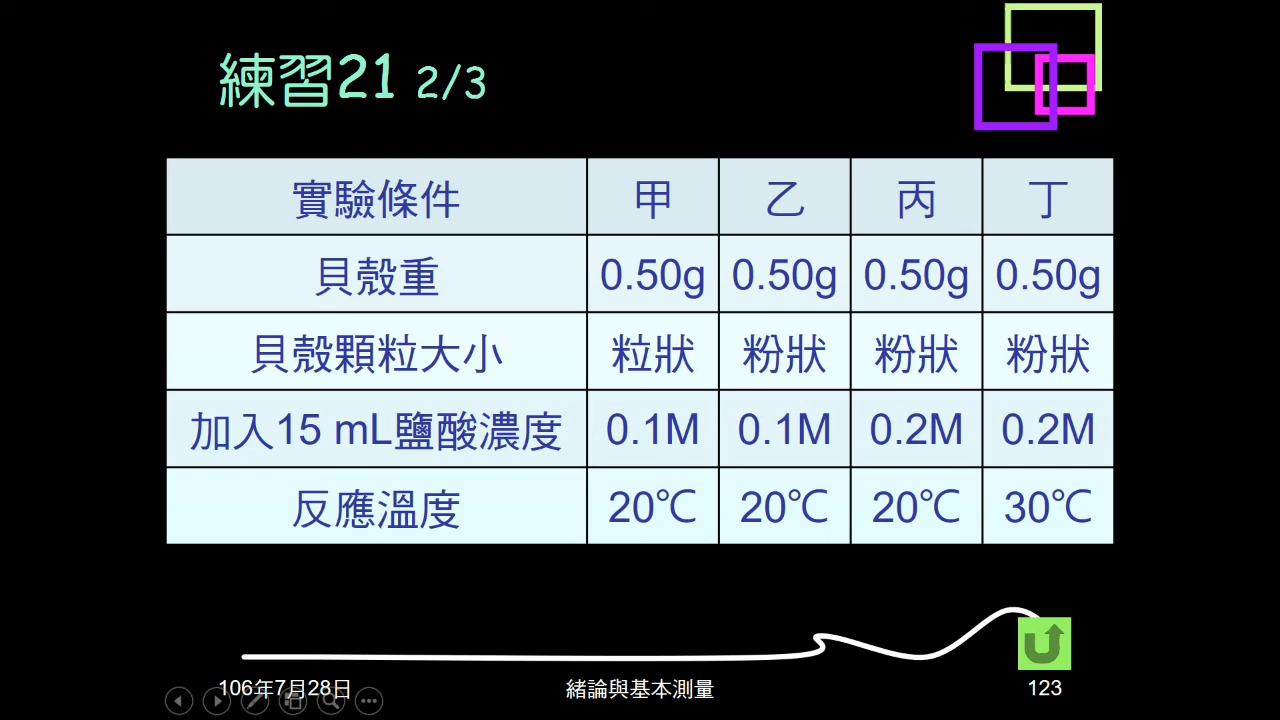 練習21 2/3
實驗條件 甲 乙 丙 丁
貝殼重 0.50g 0.50g 0.50g 0.50g
貝殼顆粒大小 粒狀 粉狀 粉狀 粉狀
加入15 mL鹽酸濃度 0.1M 0.1M 0.2M 0.2M
反應溫度 20℃ 20℃ 20℃ 30℃
106年7月28日 緒論與基本測量 123